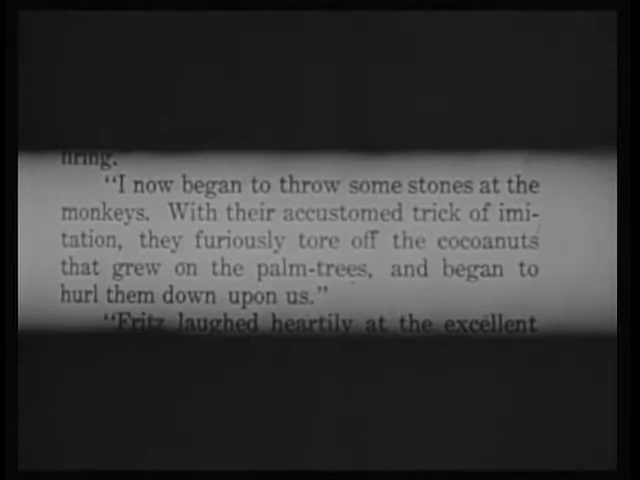 firing.
"I now began to throw some stones at the
monkeys. With their accustomed trick of imi-
tation, they furiously tore off the cocoanuts
that grew on the palm-trees, and began to
hurl them down upon us."
"Fritz laughed heartily at the excellent